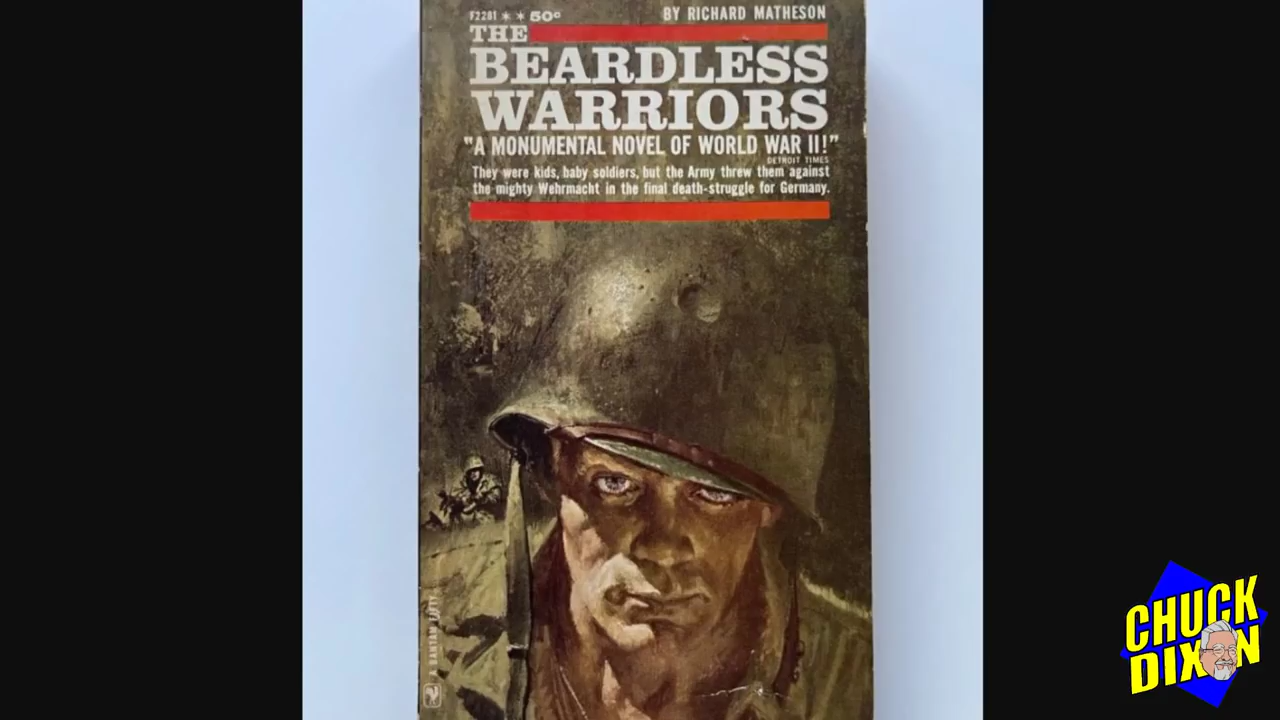 F2281 ** 50¢
BY RICHARD MATHESON
THE
BEARDLESS
WARRIORS
"A MONUMENTAL NOVEL OF WORLD WAR II!"
DETROIT TIMES
They were kids, baby soldiers, but the Army threw them against
the mighty Wehrmacht in the final death-struggle for Germany.
A BANTAM FIFTY
CHUCK
DIXON